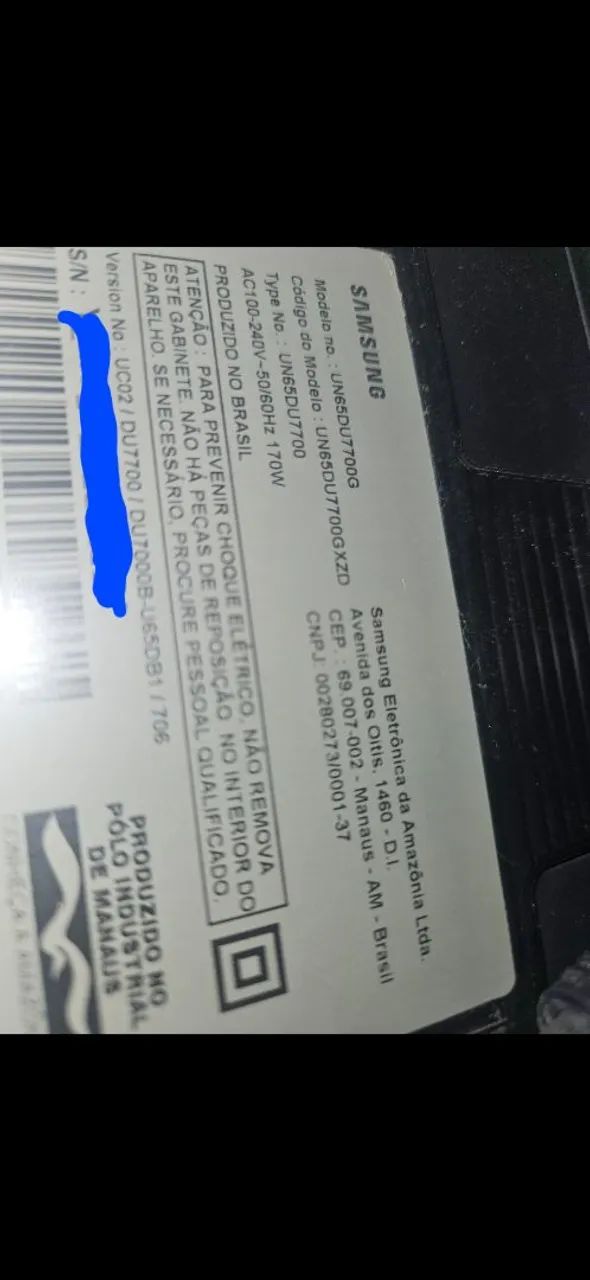 SAMSUNG
Modelo no. : UN65DU7700G
Código do Modelo : UN65DU7700GXZD
Type No. : UN65DU7700
AC100-240V~50/60Hz 170W
PRODUZIDO NO BRASIL
Samsung Eletrônica da Amazônia Ltda.
Avenida dos Oitis, 1460 - D.I.
CEP : 69.007-002 - Manaus - AM - Brasil
CNPJ: 00280273/0001-37
ATENÇÃO : PARA PREVENIR CHOQUE ELÉTRICO, NÃO REMOVA
ESTE GABINETE. NÃO HÁ PEÇAS DE REPOSIÇÃO NO INTERIOR DO
APARELHO. SE NECESSÁRIO, PROCURE PESSOAL QUALIFICADO.
Version No : UC02 / DU7700 / DU7000B-U65DB1 / 706
S/N :
PRODUZIDO NO
PÓLO INDUSTRIAL
DE MANAUS
CONHEÇA A